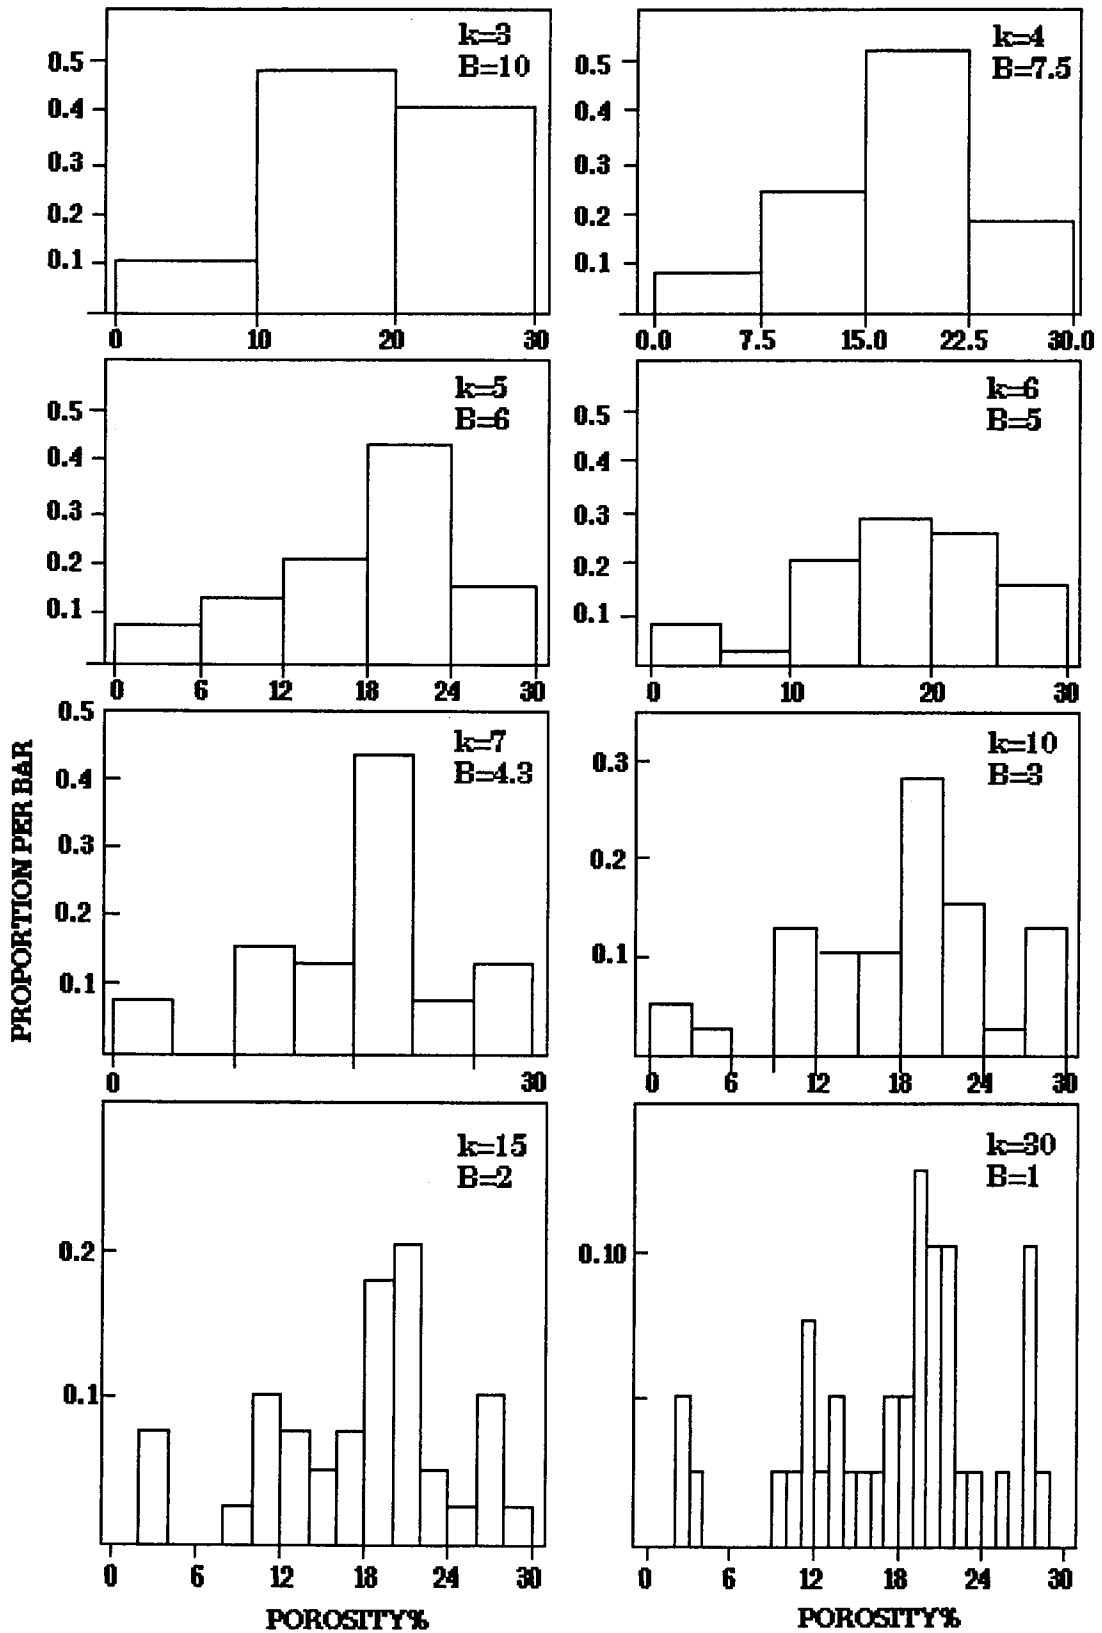 k=3
B=10
0.5
0.4
0.3
0.2
0.1
0 10 20 30
k=4
B=7.5
0.5
0.4
0.3
0.2
0.1
0.0 7.5 15.0 22.5 30.0
k=5
B=6
0.5
0.4
0.3
0.2
0.1
0 6 12 18 24 30
k=6
B=5
0.5
0.4
0.3
0.2
0.1
0 10 20 30
PROPORTION PER BAR
k=7
B=4.3
0.5
0.4
0.3
0.2
0.1
0 30
k=10
B=3
0.3
0.2
0.1
0 6 12 18 24 30
k=15
B=2
0.2
0.1
0 6 12 18 24 30
POROSITY%
k=30
B=1
0.10
0 6 12 18 24 30
POROSITY%